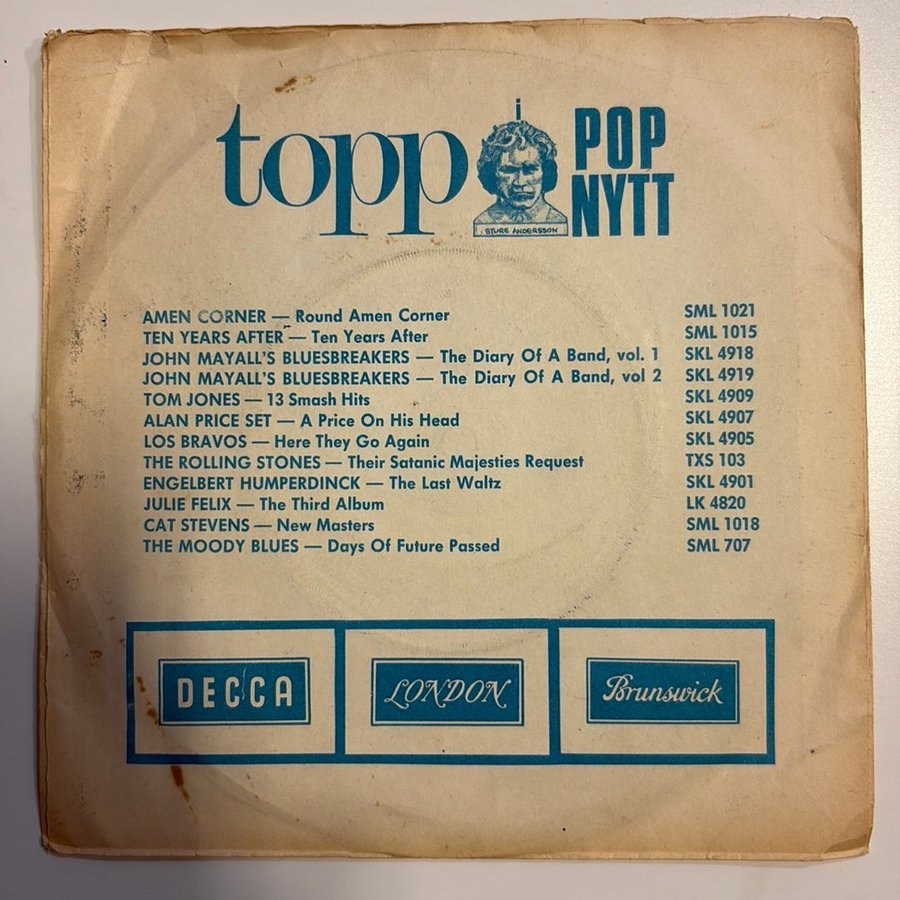 topp i POP
NYTT
STURE ANDERSSON
AMEN CORNER — Round Amen Corner SML 1021
TEN YEARS AFTER — Ten Years After SML 1015
JOHN MAYALL'S BLUESBREAKERS — The Diary Of A Band, vol. 1 SKL 4918
JOHN MAYALL'S BLUESBREAKERS — The Diary Of A Band, vol 2 SKL 4919
TOM JONES — 13 Smash Hits SKL 4909
ALAN PRICE SET — A Price On His Head SKL 4907
LOS BRAVOS — Here They Go Again SKL 4905
THE ROLLING STONES — Their Satanic Majesties Request TXS 103
ENGELBERT HUMPERDINCK — The Last Waltz SKL 4901
JULIE FELIX — The Third Album LK 4820
CAT STEVENS — New Masters SML 1018
THE MOODY BLUES — Days Of Future Passed SML 707
DECCA LONDON Brunswick